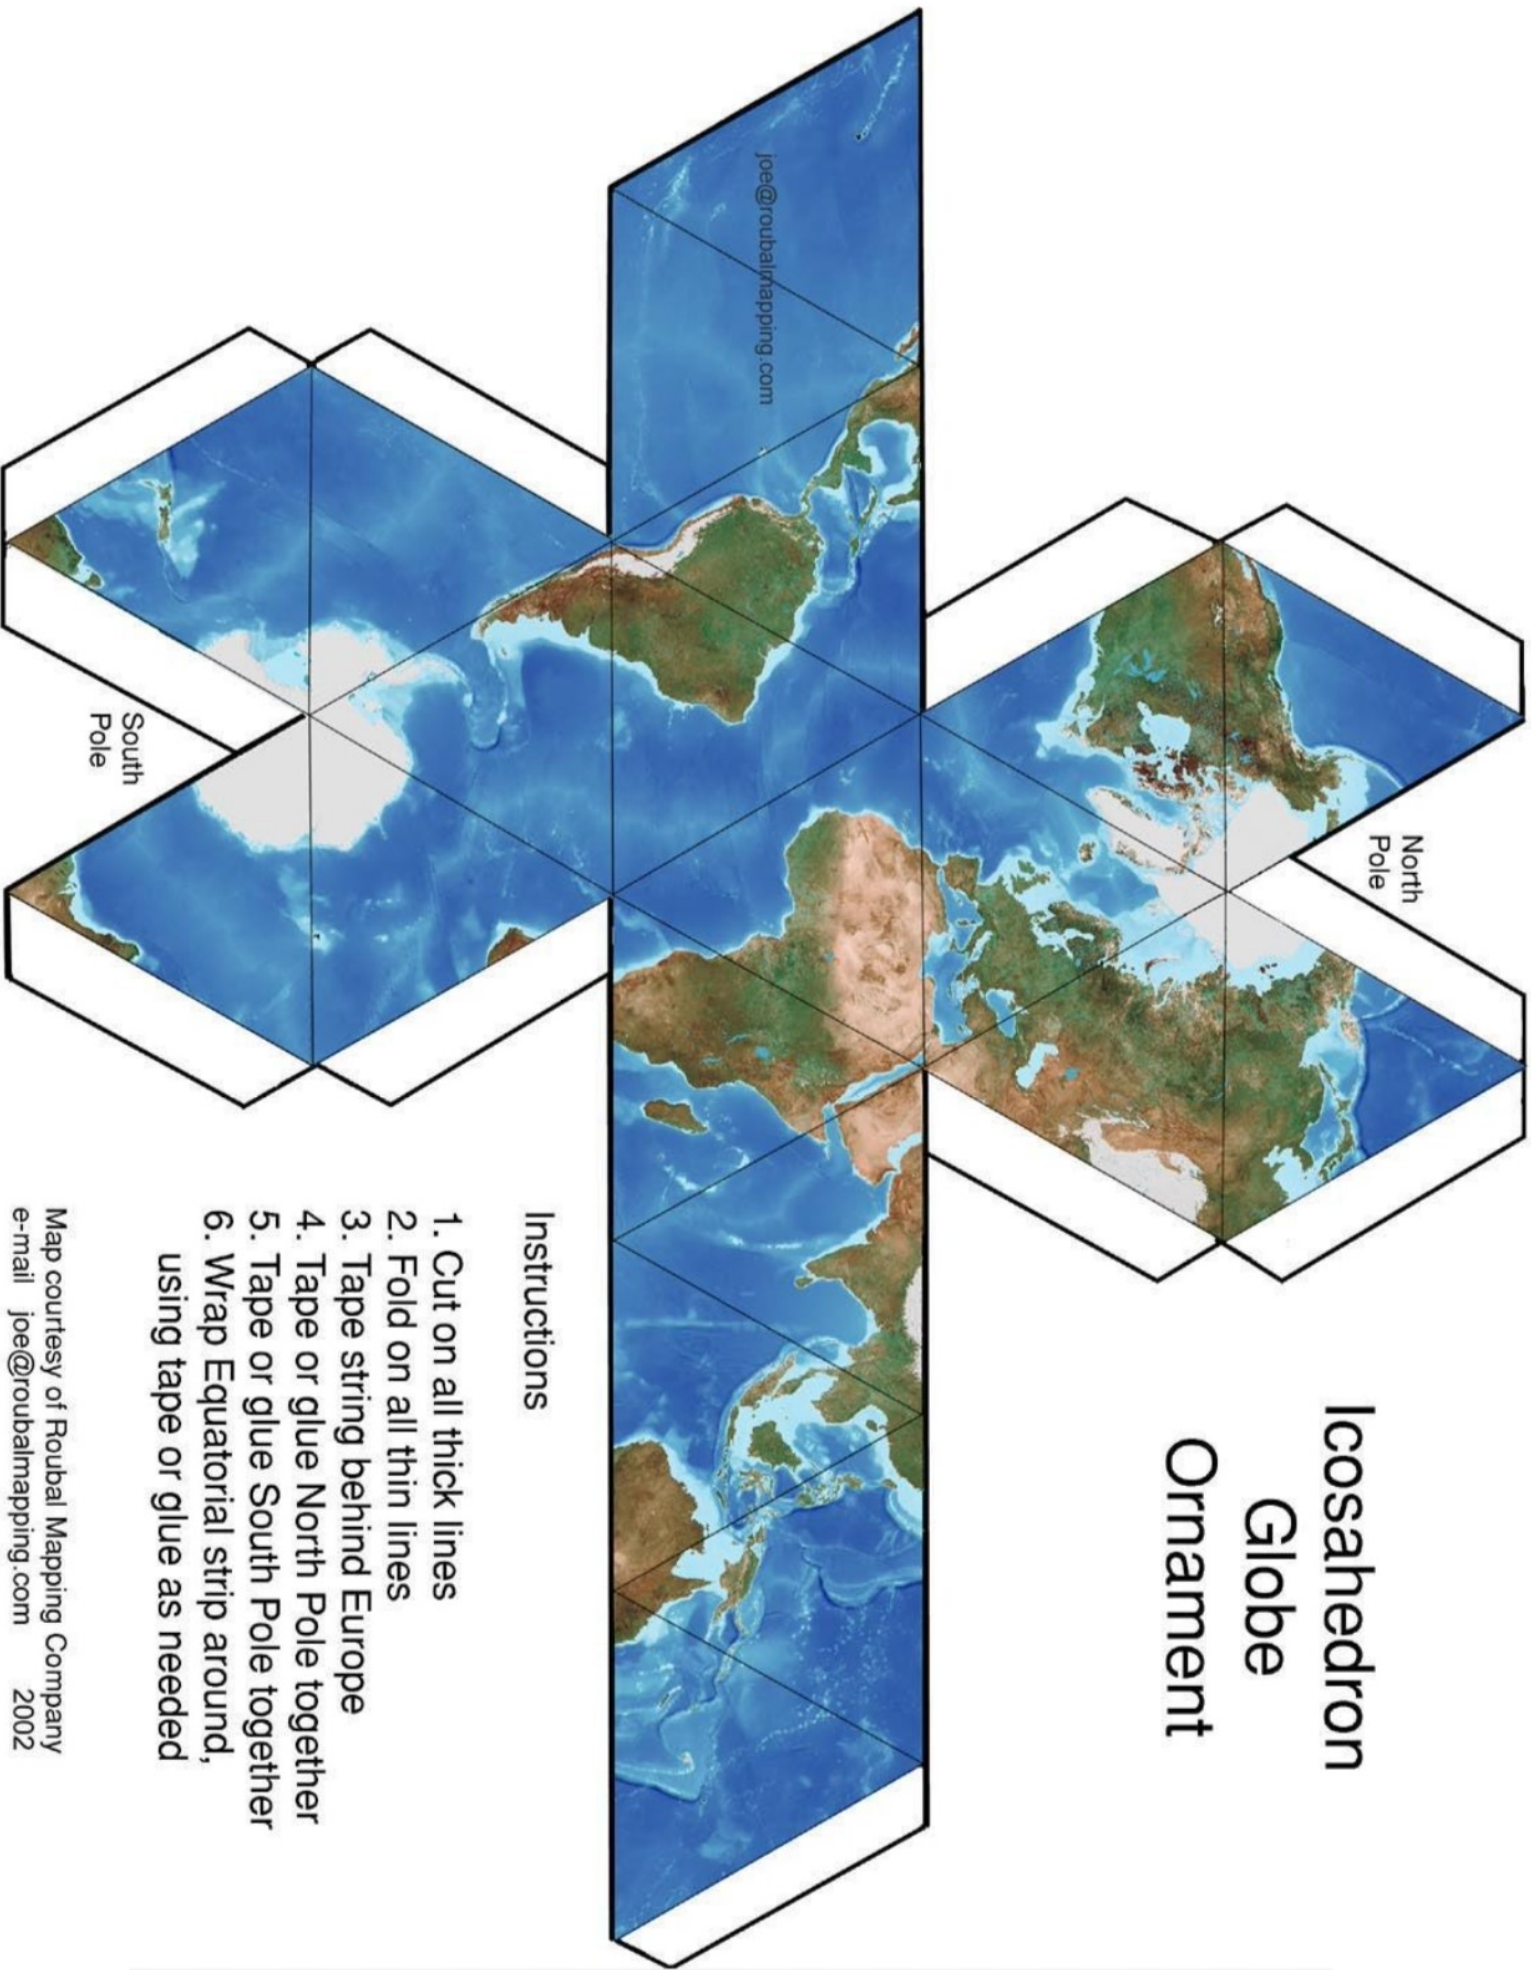 Icosahedron
Globe
Ornament
North
Pole
joe@roubalmapping.com
South
Pole
Instructions
1. Cut on all thick lines
2. Fold on all thin lines
3. Tape string behind Europe
4. Tape or glue North Pole together
5. Tape or glue South Pole together
6. Wrap Equatorial strip around,
using tape or glue as needed
Map courtesy of Roubal Mapping Company
e-mail joe@roubalmapping.com 2002